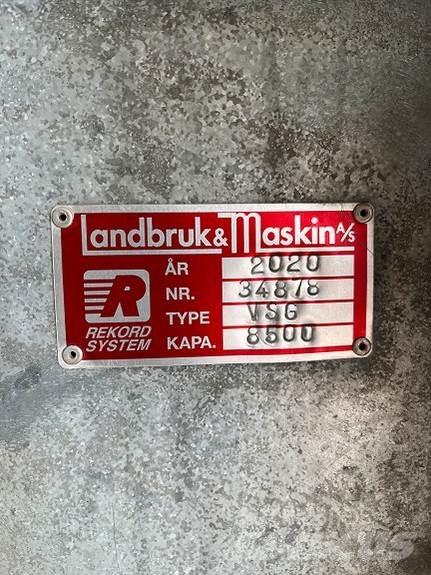 Landbruk & Maskin A/S
ÅR 2020
NR. 34878
TYPE VSG
KAPA. 8500
R
REKORD
SYSTEM